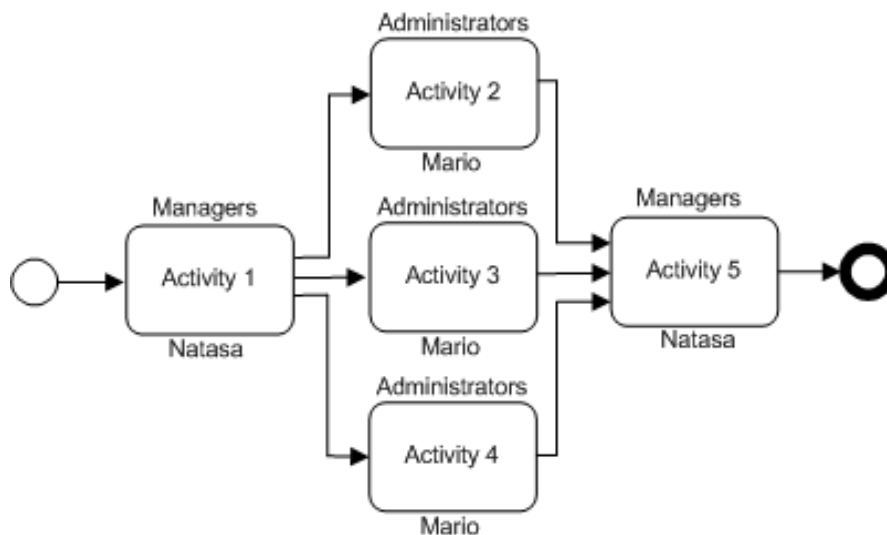 Administrators
Activity 2
Mario
Managers
Activity 1
Natasa
Administrators
Activity 3
Mario
Administrators
Activity 4
Mario
Managers
Activity 5
Natasa